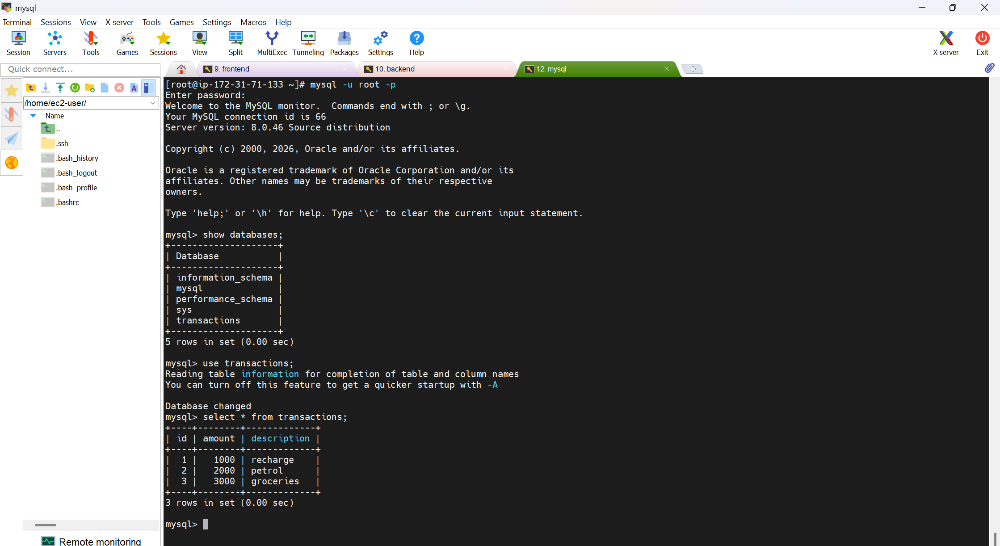 mysql
Terminal Sessions View X server Tools Games Settings Macros Help
Session Servers Tools Games Sessions View Split MultiExec Tunneling Packages Settings Help X server Exit
Quick connect...
9. frontend
10. backend
12. mysql
/home/ec2-user/
Name
..
.ssh
.bash_history
.bash_logout
.bash_profile
.bashrc
Remote monitoring
[root@ip-172-31-71-133 ~]# mysql -u root -p
Enter password:
Welcome to the MySQL monitor.  Commands end with ; or \g.
Your MySQL connection id is 66
Server version: 8.0.46 Source distribution

Copyright (c) 2000, 2026, Oracle and/or its affiliates.

Oracle is a registered trademark of Oracle Corporation and/or its
affiliates. Other names may be trademarks of their respective
owners.

Type 'help;' or '\h' for help. Type '\c' to clear the current input statement.

mysql> show databases;
+--------------------+
| Database           |
+--------------------+
| information_schema |
| mysql              |
| performance_schema |
| sys                |
| transactions       |
+--------------------+
5 rows in set (0.00 sec)

mysql> use transactions;
Reading table information for completion of table and column names
You can turn off this feature to get a quicker startup with -A

Database changed
mysql> select * from transactions;
+----+--------+-------------+
| id | amount | description |
+----+--------+-------------+
|  1 |   1000 | recharge    |
|  2 |   2000 | petrol      |
|  3 |   3000 | groceries   |
+----+--------+-------------+
3 rows in set (0.00 sec)

mysql>